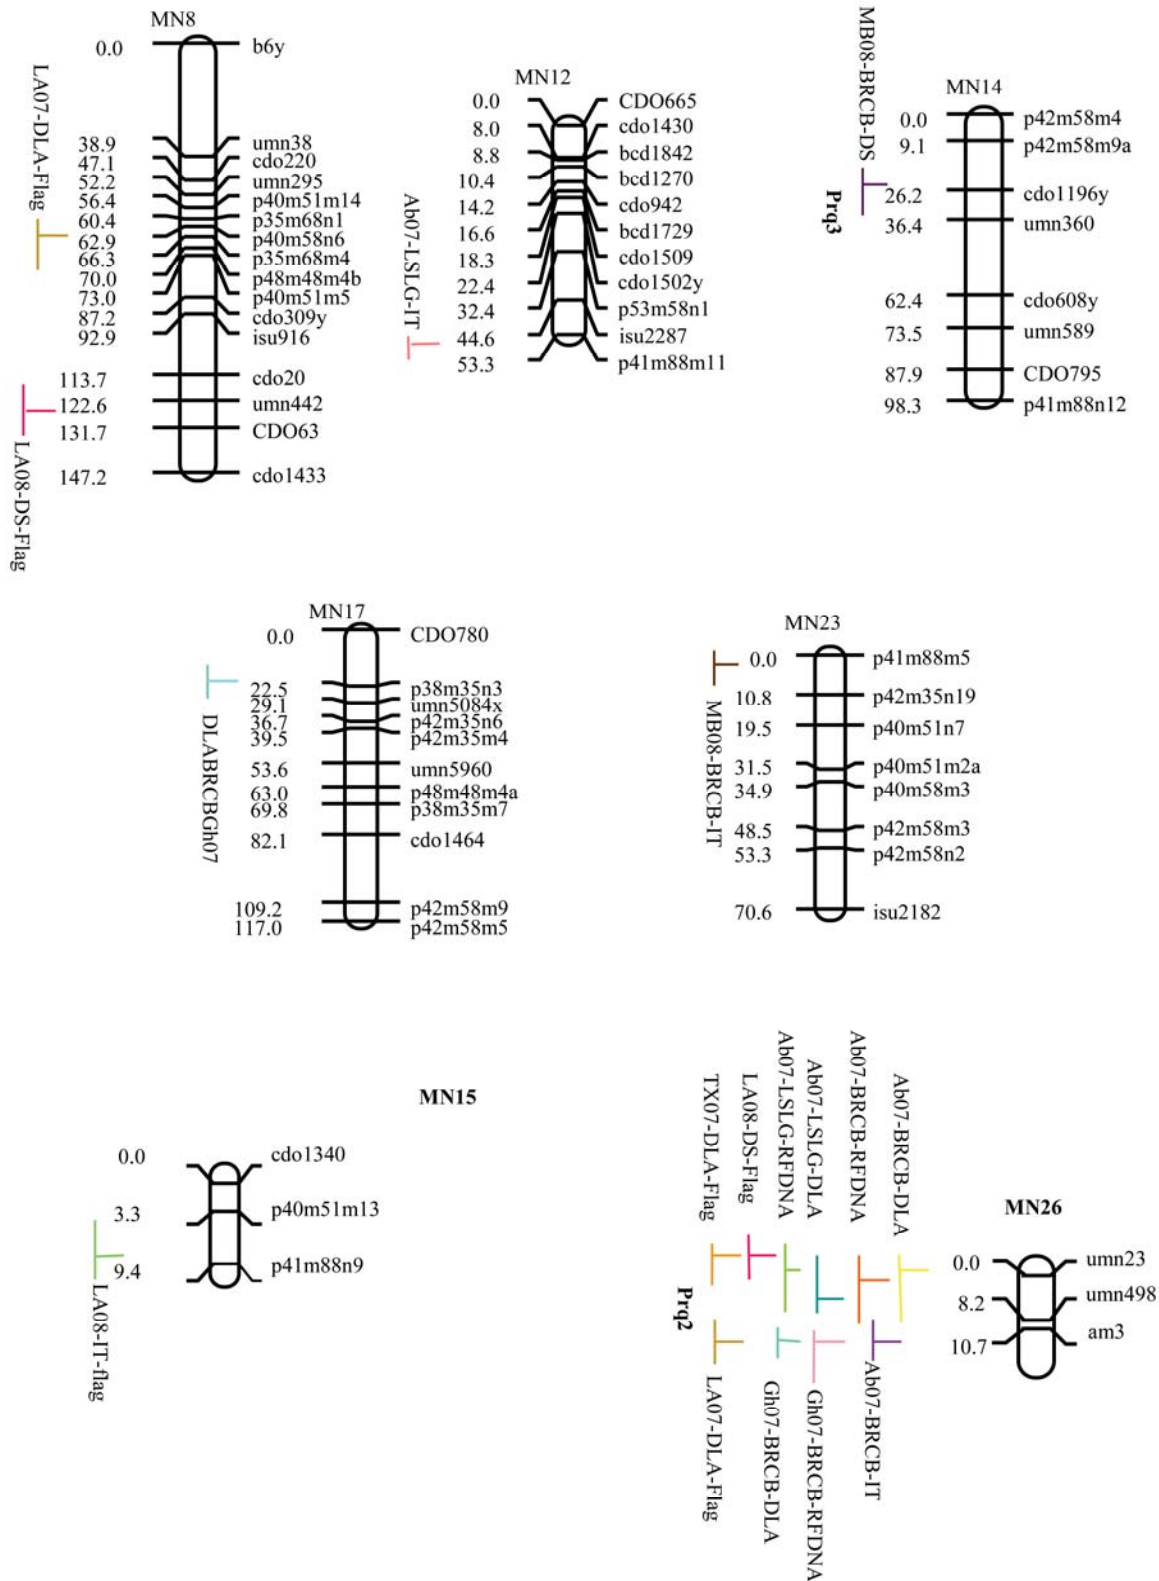 MN8
0.0 b6y
38.9 umn38
47.1 cdo220
52.2 umn295
56.4 p40m51m14
60.4 p35m68n1
62.9 p40m58n6
66.3 p35m68m4
70.0 p48m48m4b
73.0 p40m51m5
87.2 cdo309y
92.9 isu916
113.7 cdo20
122.6 umn442
131.7 CDO63
147.2 cdo1433
LA07-DLA-Flag
LA08-DS-Flag
MN12
0.0 CDO665
8.0 cdo1430
8.8 bcd1842
10.4 bcd1270
14.2 cdo942
16.6 bcd1729
18.3 cdo1509
22.4 cdo1502y
32.4 p53m58n1
44.6 isu2287
53.3 p41m88m11
Ab07-LSLG-IT
MN14
0.0 p42m58m4
9.1 p42m58m9a
26.2 cdo1196y
36.4 umn360
62.4 cdo608y
73.5 umn589
87.9 CDO795
98.3 p41m88n12
MB08-BRCB-DS
Prq3
MN17
0.0 CDO780
22.5 p38m35n3
29.1 umn5084x
36.7 p42m35n6
39.5 p42m35m4
53.6 umn5960
63.0 p48m48m4a
69.8 p38m35m7
82.1 cdo1464
109.2 p42m58m9
117.0 p42m58m5
DLABRCBGh07
MN23
0.0 p41m88m5
10.8 p42m35n19
19.5 p40m51n7
31.5 p40m51m2a
34.9 p40m58m3
48.5 p42m58m3
53.3 p42m58n2
70.6 isu2182
MB08-BRCB-IT
MN15
0.0 cdo1340
3.3 p40m51m13
9.4 p41m88n9
LA08-IT-flag
MN26
0.0 umn23
8.2 umn498
10.7 am3
TX07-DLA-Flag
LA08-DS-Flag
Ab07-LSLG-RFDNA
Ab07-LSLG-DLA
Ab07-BRCB-RFDNA
Ab07-BRCB-DLA
Prq2
LA07-DLA-Flag
Gh07-BRCB-DLA
Gh07-BRCB-RFDNA
Ab07-BRCB-IT